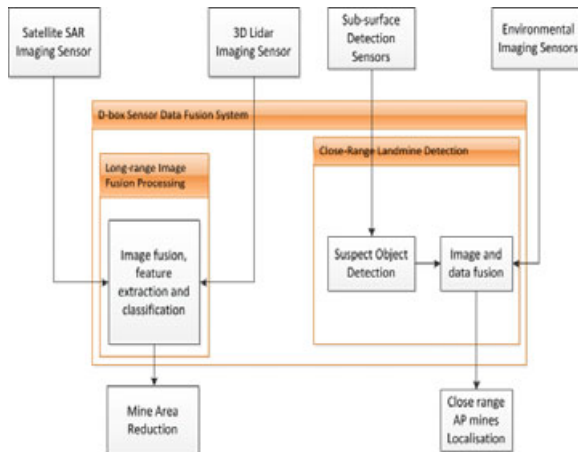 Satellite SAR
Imaging Sensor
3D Lidar
Imaging Sensor
Sub-surface
Detection
Sensors
Environmental
Imaging Sensors
D-box Sensor Data Fusion System
Close-Range Landmine Detection
Long-range Image
Fusion Processing
Image fusion,
feature
extraction and
classification
Suspect Object
Detection
Image and
data fusion
Mine Area
Reduction
Close range
AP mines
Localisation